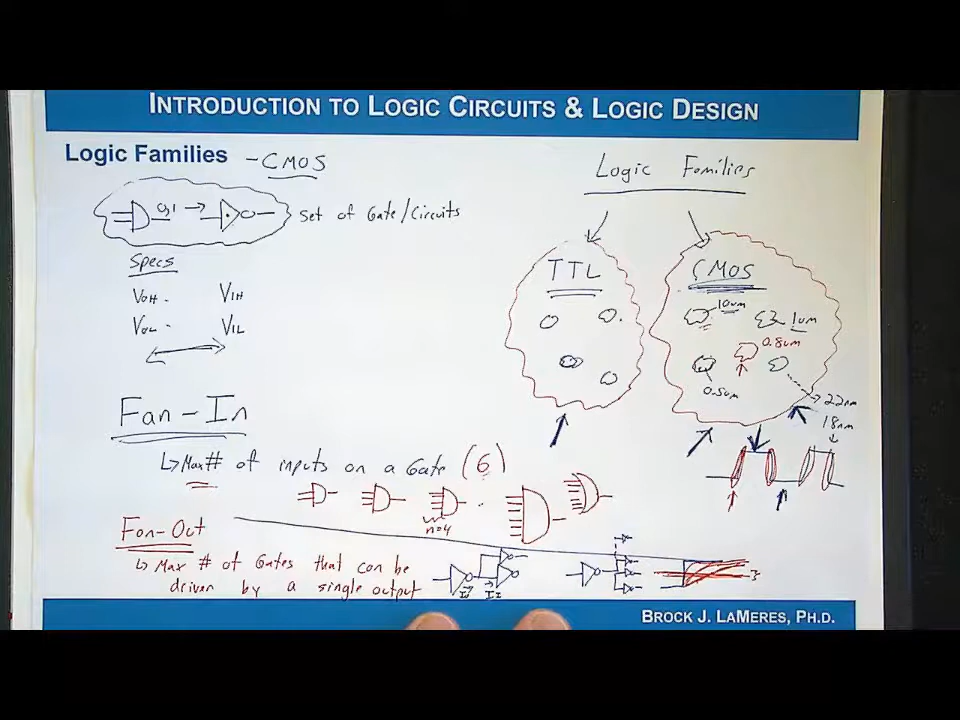 INTRODUCTION TO LOGIC CIRCUITS & LOGIC DESIGN
Logic Families - CMOS
0,1 → Set of Gate/Circuits
Specs
VOH VIH
VOL VIL
Logic Families
TTL
CMOS
10um
1um
0.8um
0.5um
22nm
18nm
Fan-In
↳ Max # of inputs on a Gate (6)
n=4
Fan-Out
↳ Max # of Gates that can be
driven by a single output
BROCK J. LAMERES, PH.D.